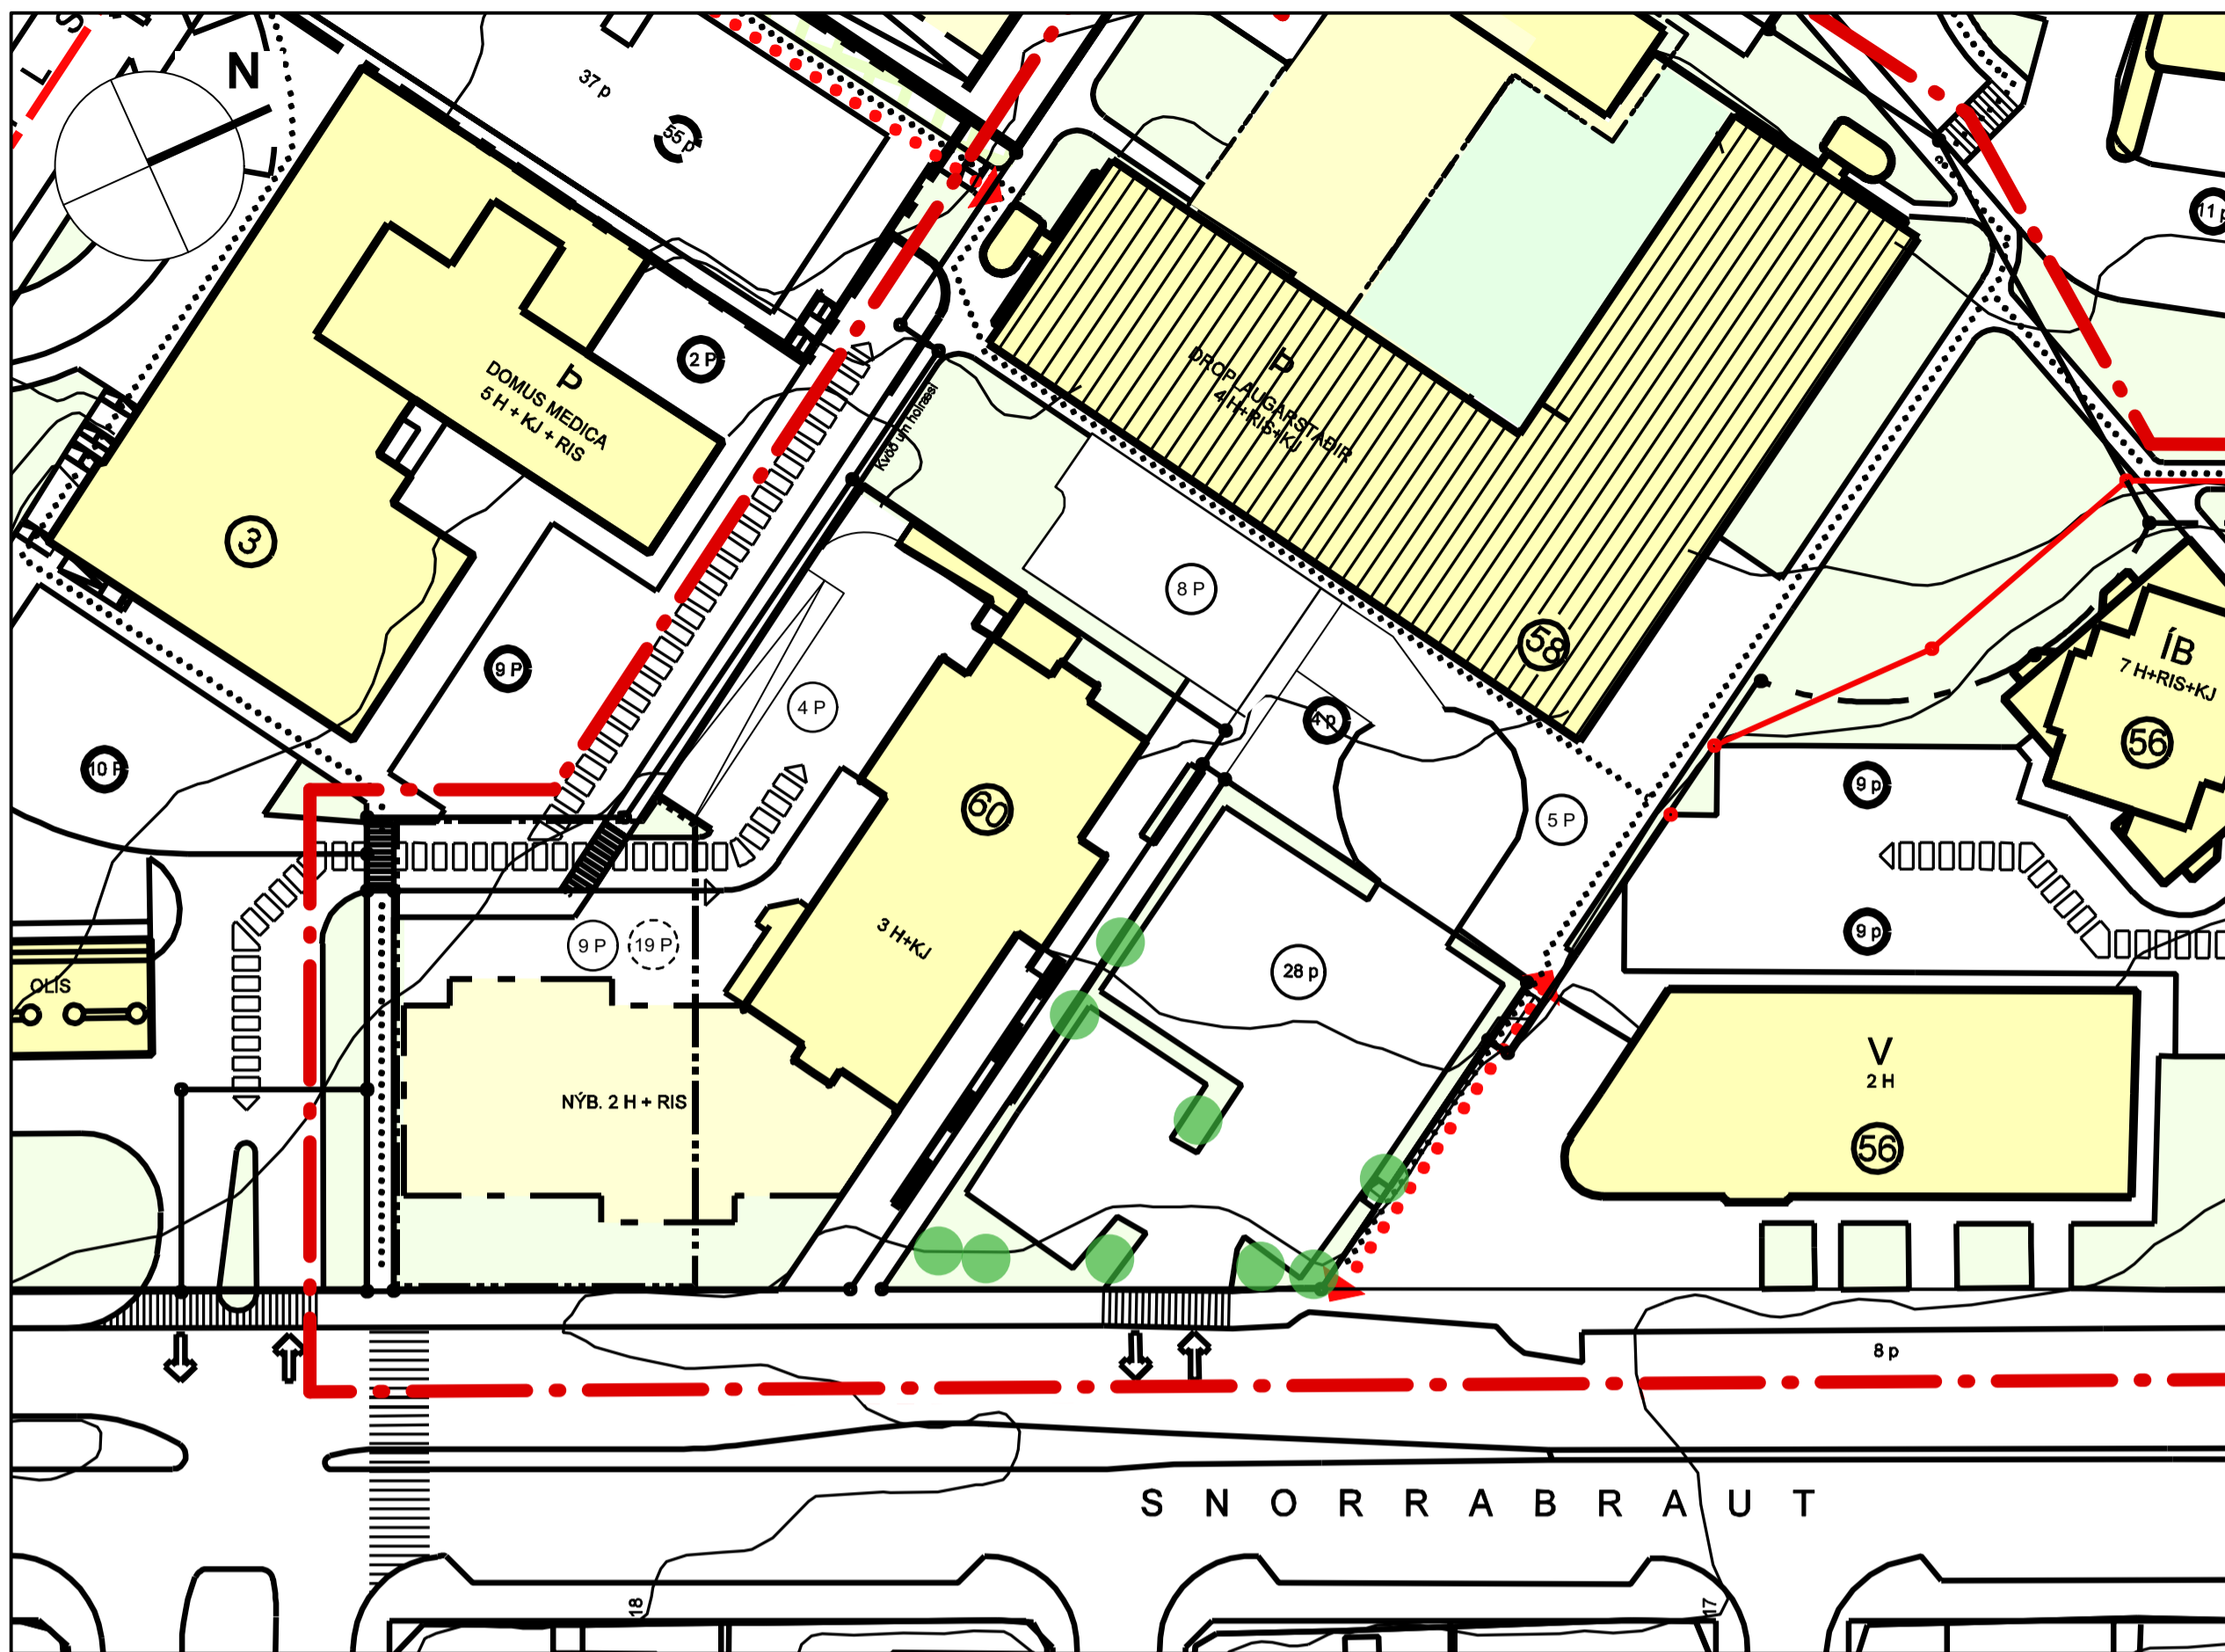 N
37 p
55 p
11 p
Þ
DOMUS MEDICA
5 H + KJ + RIS
2 P
Þ
DROPLAUGARSTAÐIR
4 H+RIS+KJ
Kvöð um holræsi
3
9 P
10 P
4 P
8 P
58
4 p
5 P
ÍB
7 H+RIS+KJ
56
9 p
9 p
60
3 H+KJ
9 P
19 P
28 p
OLÍS
NÝB. 2 H + RIS
V
2 H
56
8 p
SNORRABRAUT
18
17